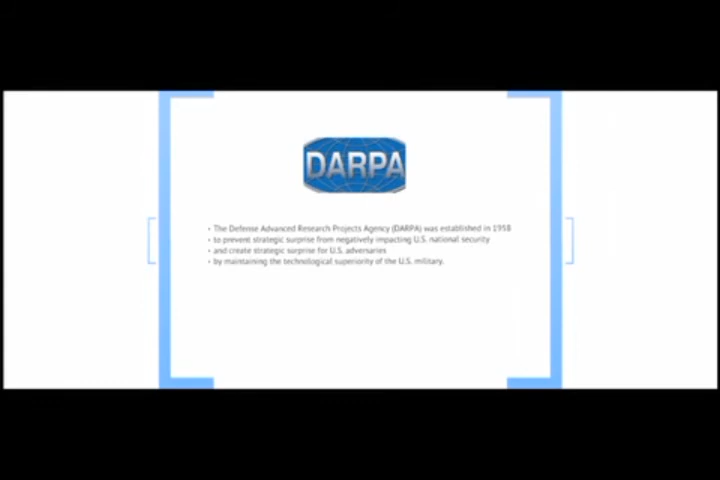 DARPA
• The Defense Advanced Research Projects Agency (DARPA) was established in 1958
• to prevent strategic surprise from negatively impacting U.S. national security
• and create strategic surprise for U.S. adversaries
• by maintaining the technological superiority of the U.S. military.